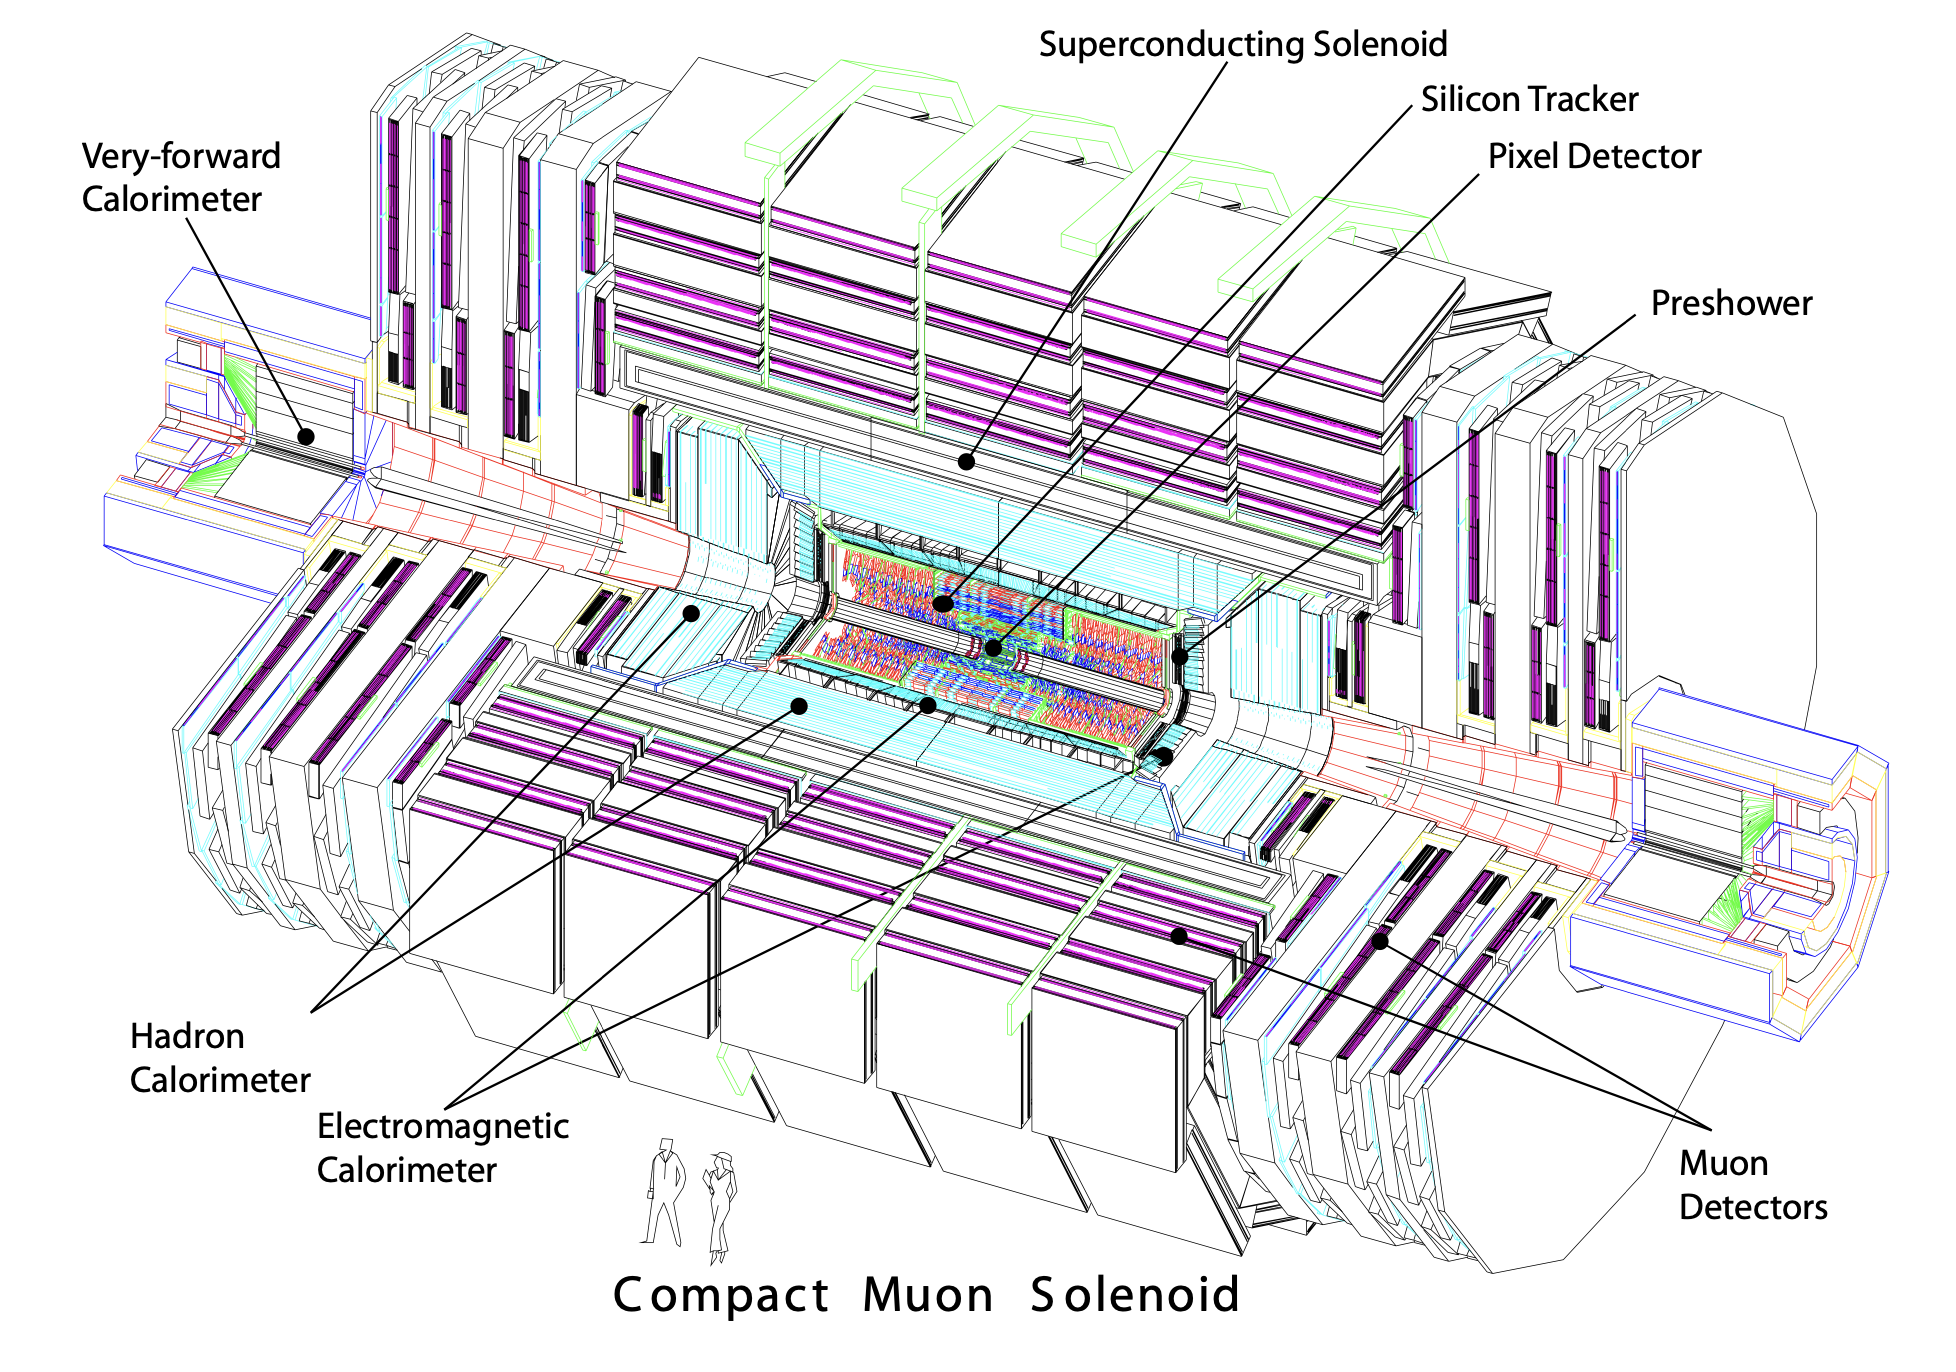 Superconducting Solenoid
Silicon Tracker
Pixel Detector
Very-forward
Calorimeter
Preshower
Hadron
Calorimeter
Electromagnetic
Calorimeter
Muon
Detectors
Compact Muon Solenoid